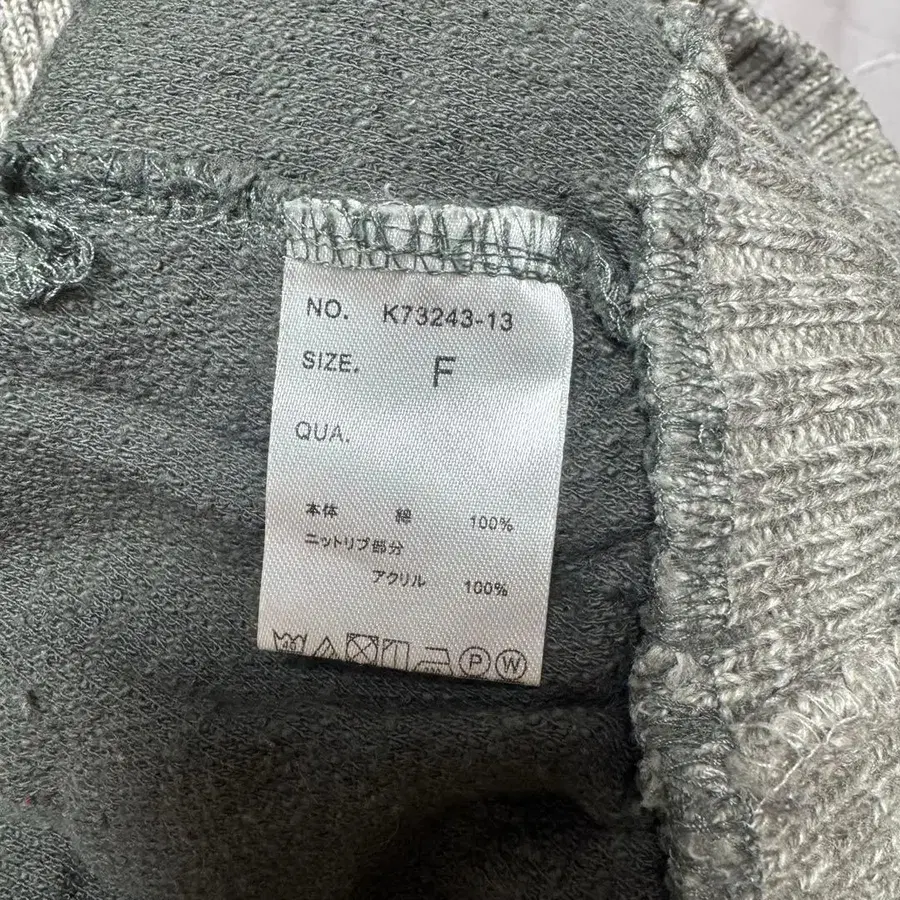 NO. K73243-13
SIZE. F
QUA.
本体 綿 100%
ニットリブ部分
アクリル 100%
40 P W